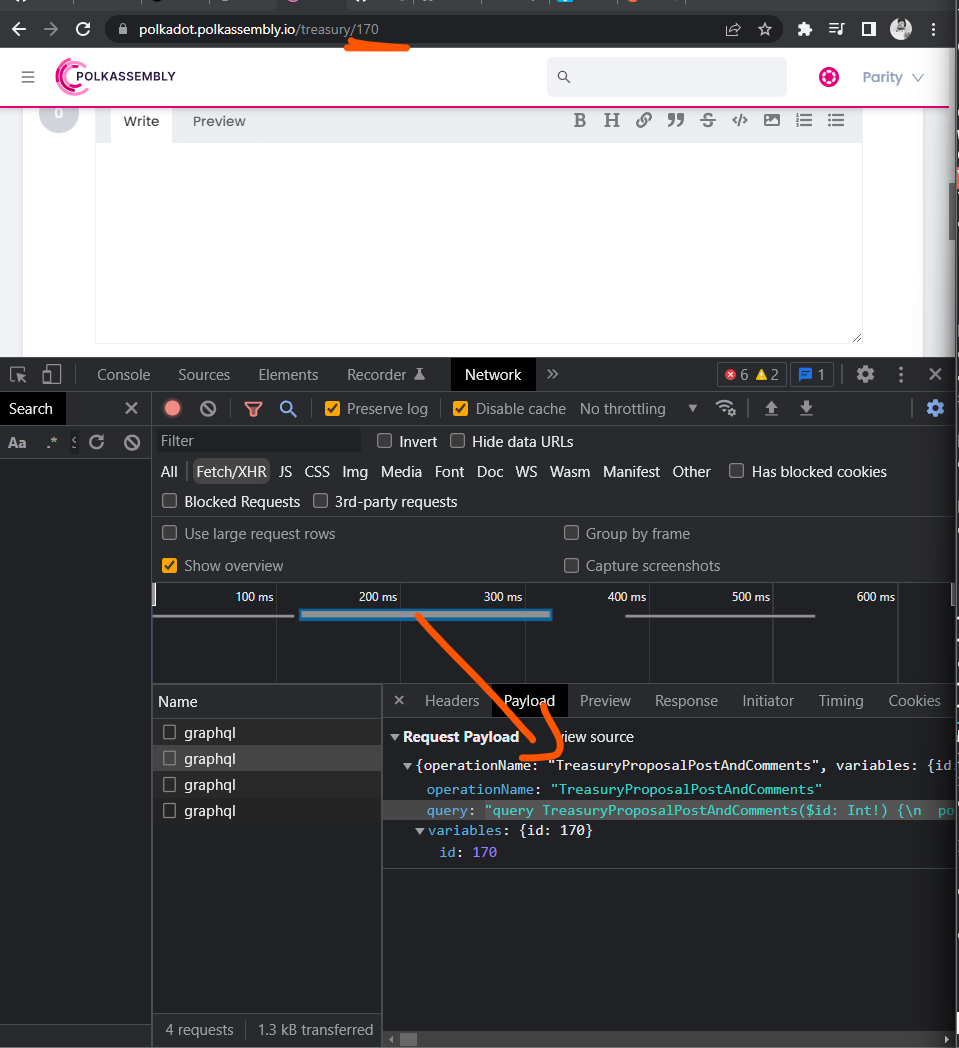 polkadot.polkassembly.io/treasury/170
POLKASSEMBLY
Parity
0
Write Preview
B H
Console Sources Elements Recorder Network 6 2 1
Search
Preserve log Disable cache No throttling
Aa .*
Filter
Invert Hide data URLs
All Fetch/XHR JS CSS Img Media Font Doc WS Wasm Manifest Other Has blocked cookies
Blocked Requests 3rd-party requests
Use large request rows Group by frame
Show overview Capture screenshots
100 ms 200 ms 300 ms 400 ms 500 ms 600 ms
Name
Headers Payload Preview Response Initiator Timing Cookies
graphql
graphql
graphql
graphql
Request Payload view source
{operationName: "TreasuryProposalPostAndComments", variables: {id:
operationName: "TreasuryProposalPostAndComments"
query: "query TreasuryProposalPostAndComments($id: Int!) {\n po
variables: {id: 170}
id: 170
4 requests 1.3 kB transferred